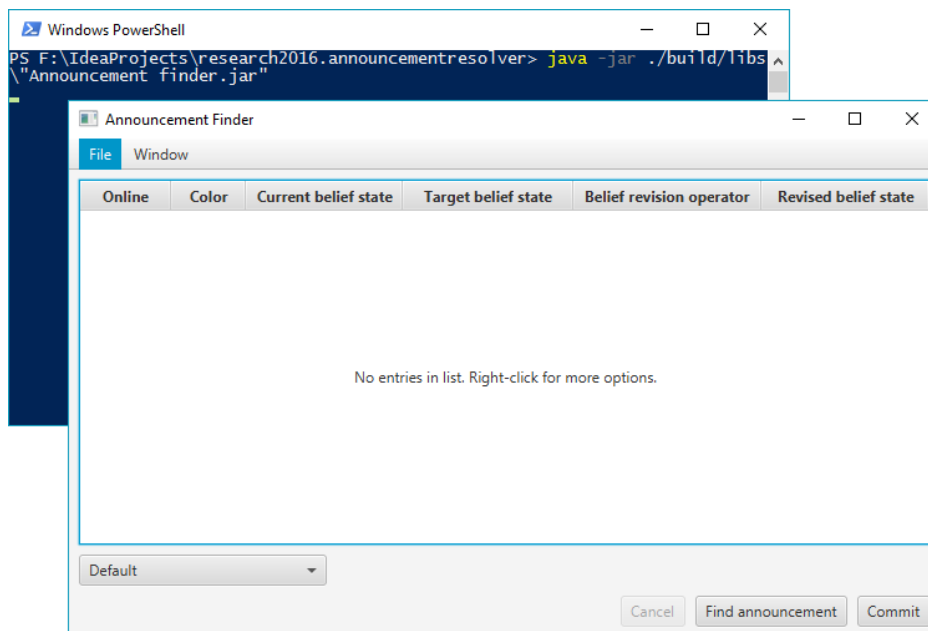 Windows PowerShell
PS F:\IdeaProjects\research2016.announcementresolver> java -jar ./build/libs
\"Announcement finder.jar"
Announcement Finder
File Window
Online Color Current belief state Target belief state Belief revision operator Revised belief state
No entries in list. Right-click for more options.
Default
Cancel Find announcement Commit